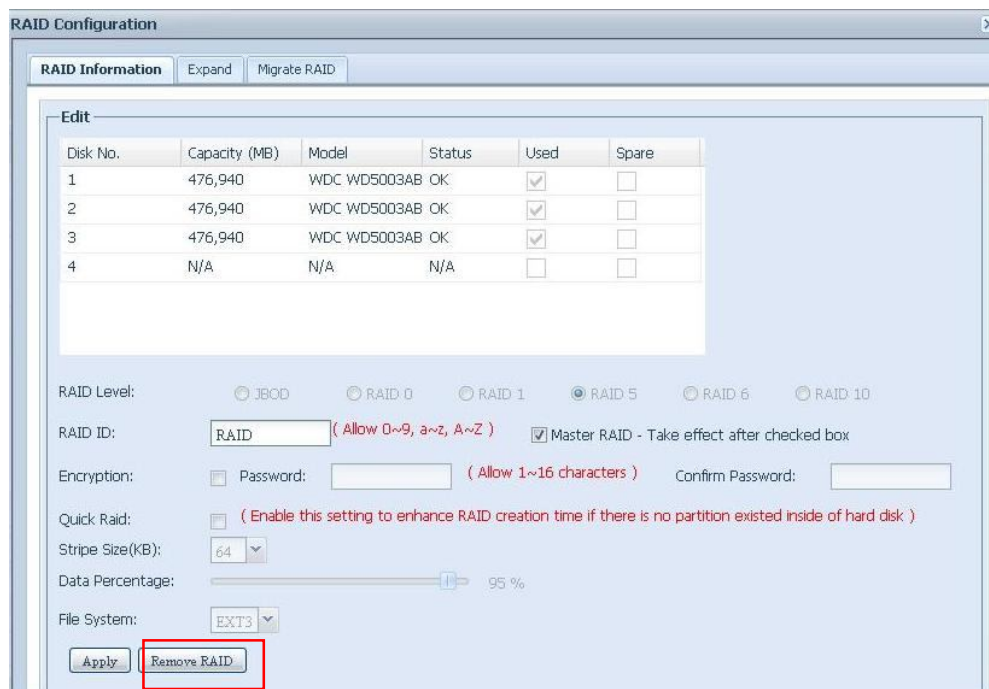 RAID Configuration
RAID Information Expand Migrate RAID
Edit
Disk No. Capacity (MB) Model Status Used Spare
1 476,940 WDC WD5003AB OK
2 476,940 WDC WD5003AB OK
3 476,940 WDC WD5003AB OK
4 N/A N/A N/A
RAID Level: JBOD RAID 0 RAID 1 RAID 5 RAID 6 RAID 10
RAID ID: RAID ( Allow 0~9, a~z, A~Z ) Master RAID - Take effect after checked box
Encryption: Password: ( Allow 1~16 characters ) Confirm Password:
Quick Raid: ( Enable this setting to enhance RAID creation time if there is no partition existed inside of hard disk )
Stripe Size(KB): 64
Data Percentage: 95 %
File System: EXT3
Apply Remove RAID